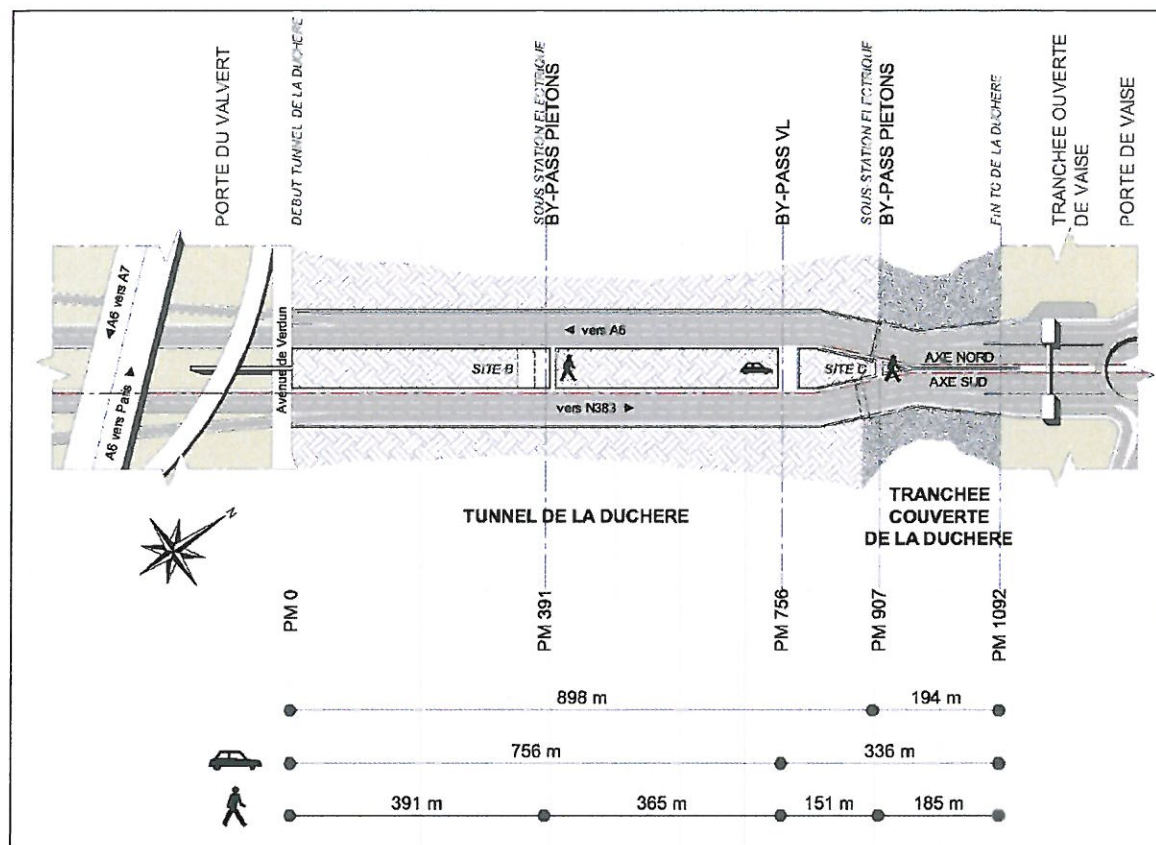 PORTE DU VALVERT
DEBUT TUNNEL DE LA DUCHERE
SOUS-STATION ELECTRIQUE
BY-PASS PIETONS
BY-PASS VL
SOUS-STATION ELECTRIQUE
BY-PASS PIETONS
FIN TC DE LA DUCHERE
TRANCHEE OUVERTE
DE VAISE
PORTE DE VAISE
◄A6 vers A7
A6 vers Paris ►
Avenue de Verdun
◄ vers A6
SITE B
SITE C
AXE NORD
AXE SUD
vers N383 ►
TUNNEL DE LA DUCHERE
TRANCHEE
COUVERTE
DE LA DUCHERE
N
PM 0
PM 391
PM 756
PM 907
PM 1092
898 m
194 m
756 m
336 m
391 m
365 m
151 m
185 m